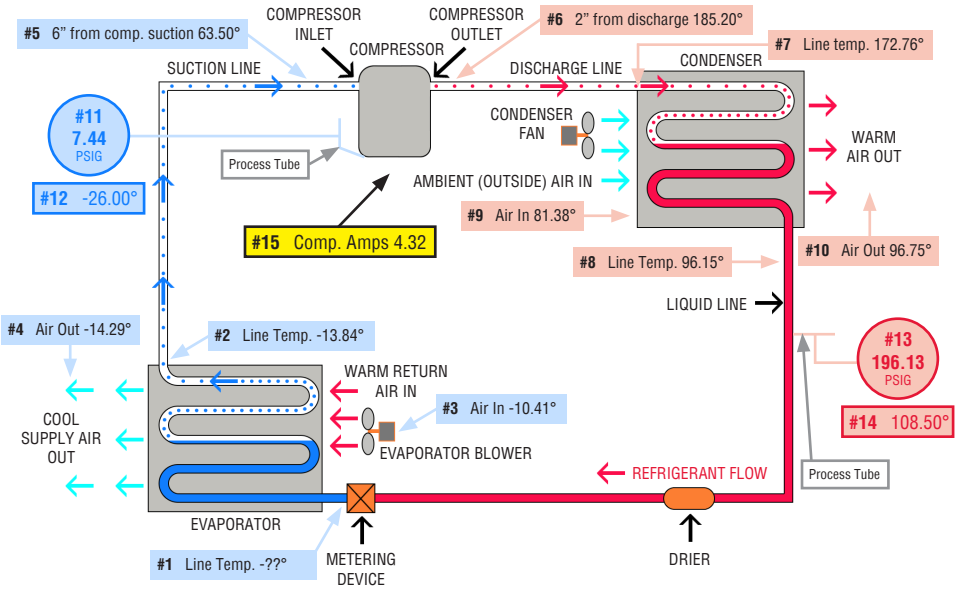 #5 6” from comp. suction 63.50°
COMPRESSOR
INLET
COMPRESSOR
OUTLET
#6 2” from discharge 185.20°
#7 Line temp. 172.76°
COMPRESSOR
SUCTION LINE
DISCHARGE LINE
CONDENSER
#11
7.44
PSIG
CONDENSER
FAN
WARM
AIR OUT
Process Tube
AMBIENT (OUTSIDE) AIR IN
#12 -26.00°
#9 Air In 81.38°
#15 Comp. Amps 4.32
#10 Air Out 96.75°
#8 Line Temp. 96.15°
LIQUID LINE
#4 Air Out -14.29°
#2 Line Temp. -13.84°
#13
196.13
PSIG
WARM RETURN
AIR IN
#3 Air In -10.41°
#14 108.50°
COOL
SUPPLY AIR
OUT
EVAPORATOR BLOWER
REFRIGERANT FLOW
Process Tube
EVAPORATOR
#1 Line Temp. -??°
METERING
DEVICE
DRIER